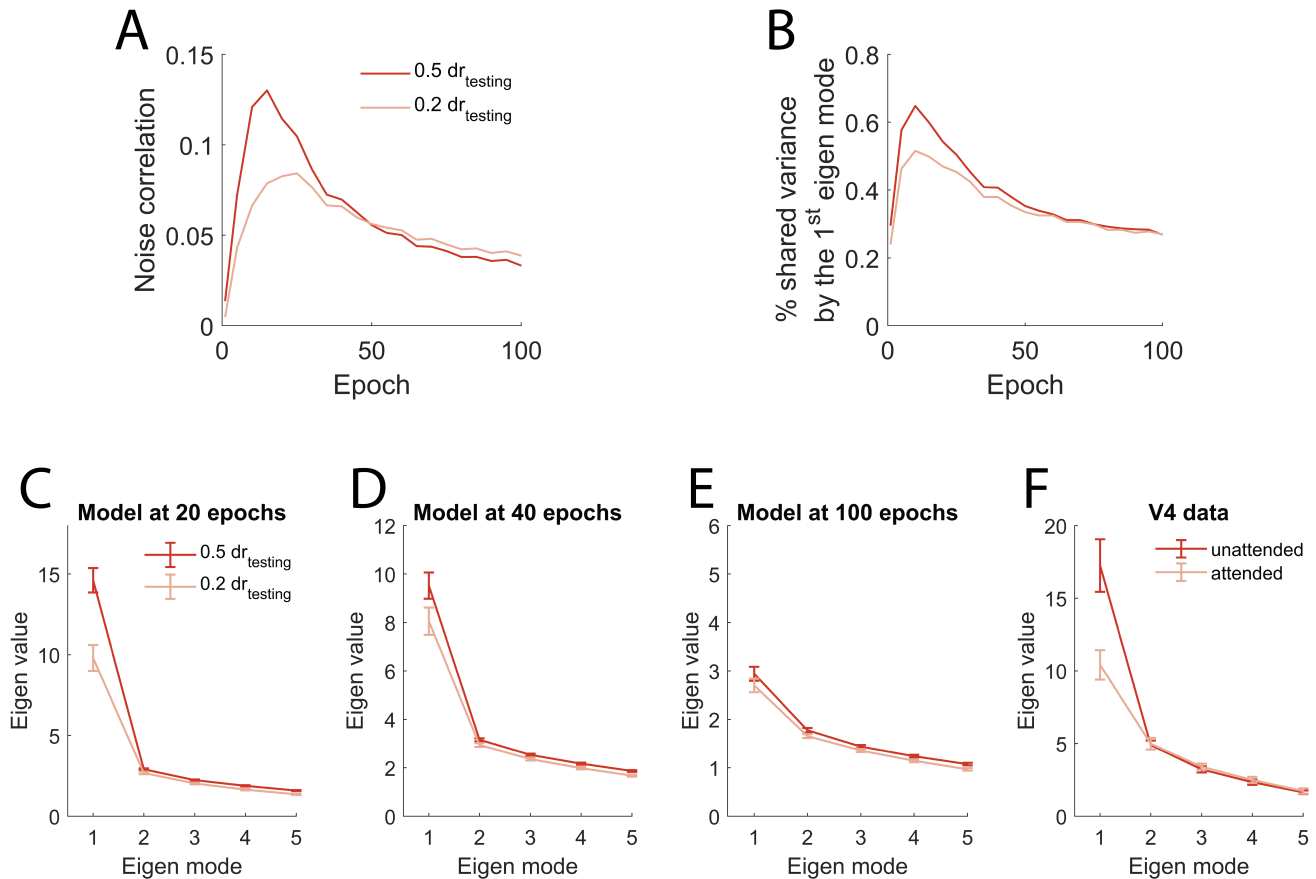 A
0.15
0.1
0.05
0
0
50
100
Noise correlation
Epoch
0.5 dr testing
0.2 dr testing
B
0.8
0.6
0.4
0.2
0
0
50
100
% shared variance
by the 1st eigen mode
Epoch
C
Model at 20 epochs
15
10
5
0
1 2 3 4 5
Eigen value
Eigen mode
0.5 dr testing
0.2 dr testing
D
Model at 40 epochs
12
10
8
6
4
2
0
1 2 3 4 5
Eigen value
Eigen mode
E
Model at 100 epochs
6
5
4
3
2
1
0
1 2 3 4 5
Eigen value
Eigen mode
F
V4 data
20
15
10
5
0
1 2 3 4 5
Eigen value
Eigen mode
unattended
attended